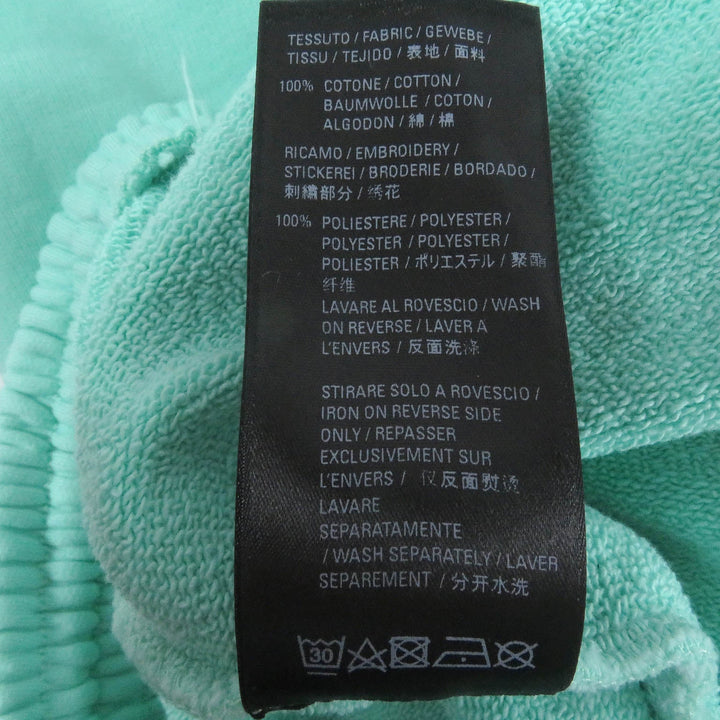 TESSUTO / FABRIC / GEWEBE /
TISSU / TEJIDO / 表地 / 面料
100% COTONE / COTTON /
BAUMWOLLE / COTON /
ALGODON / 綿 / 棉
RICAMO / EMBROIDERY /
STICKEREI / BRODERIE / BORDADO /
刺繍部分 / 绣花
100% POLIESTERE / POLYESTER /
POLYESTER / POLYESTER /
POLIESTER / ポリエステル / 聚酯
纤维
LAVARE AL ROVESCIO / WASH
ON REVERSE / LAVER A
L'ENVERS / 反面洗涤
STIRARE SOLO A ROVESCIO /
IRON ON REVERSE SIDE
ONLY / REPASSER
EXCLUSIVEMENT SUR
L'ENVERS / 仅反面熨烫
LAVARE
SEPARATAMENTE
/ WASH SEPARATELY / LAVER
SEPAREMENT / 分开水洗
30